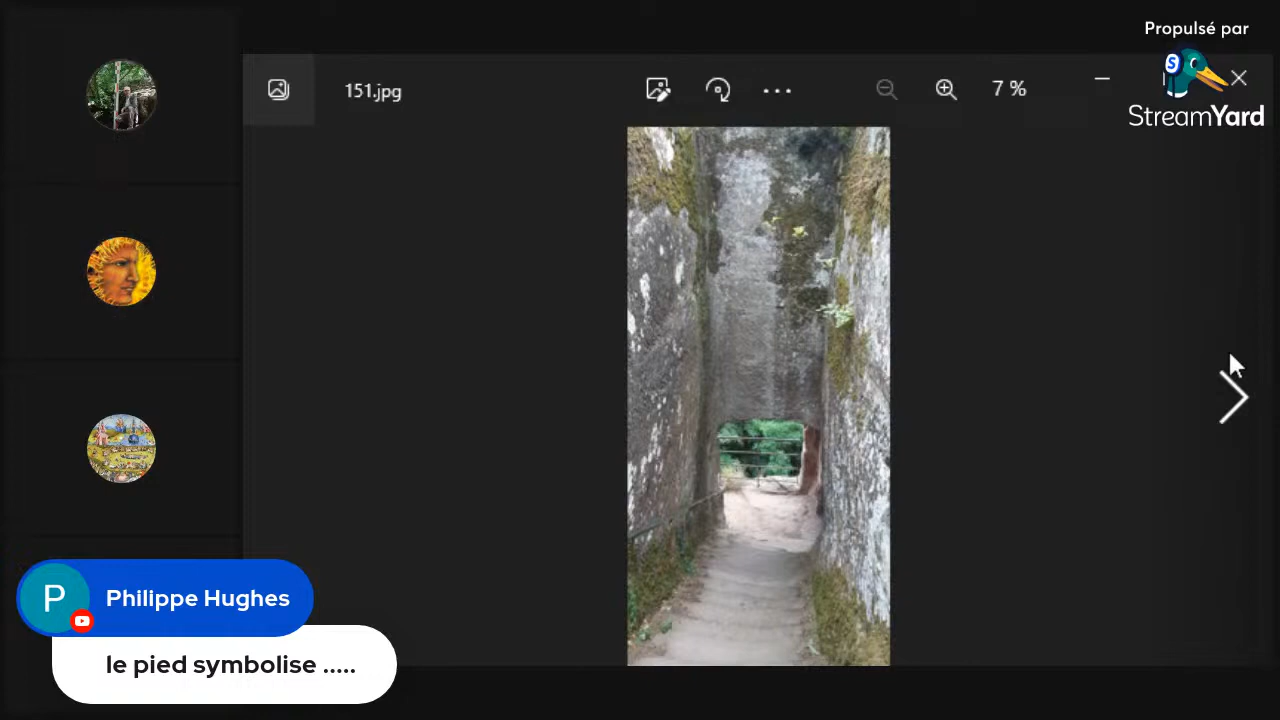 Propulsé par
StreamYard
151.jpg
7 %
P
Philippe Hughes
le pied symbolise .....